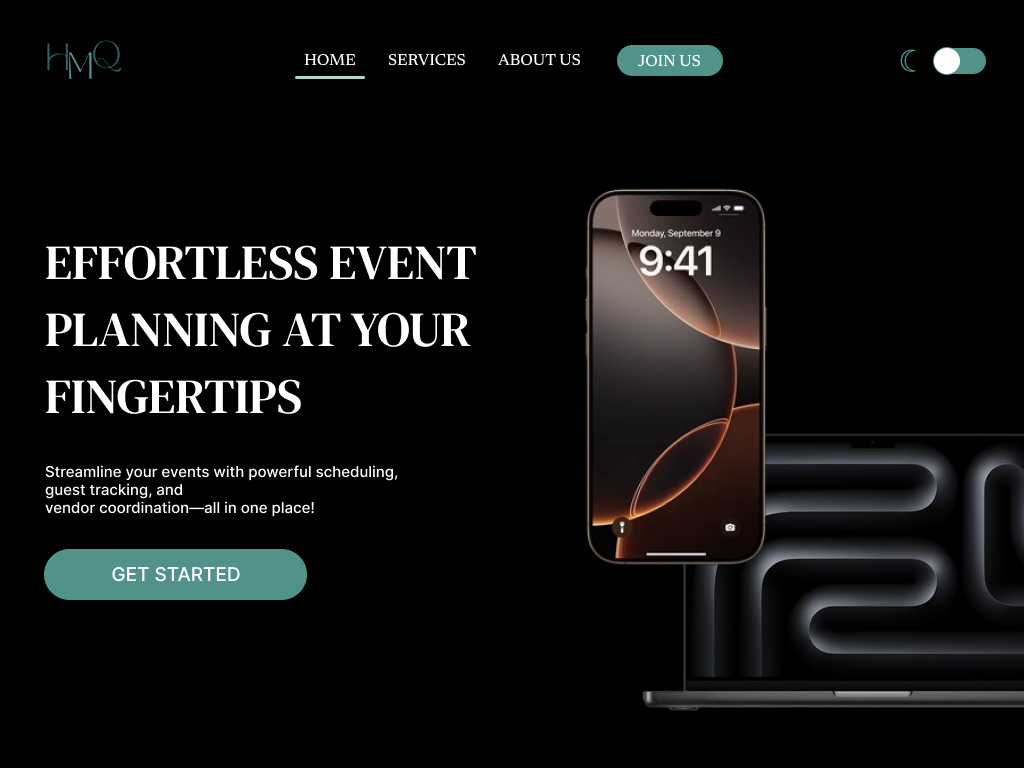 HMQ
HOME SERVICES ABOUT US JOIN US
Monday, September 9
9:41
EFFORTLESS EVENT
PLANNING AT YOUR
FINGERTIPS
Streamline your events with powerful scheduling,
guest tracking, and
vendor coordination—all in one place!
GET STARTED